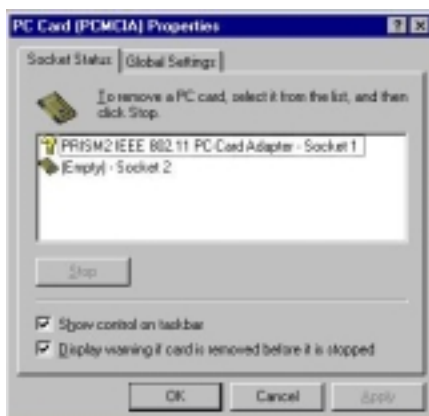 PC Card (PCMCIA) Properties
Socket Status
Global Settings
To remove a PC card, select it from the list, and then
click Stop.
PRISM2 IEEE 802.11 PC-Card Adapter - Socket 1
(Empty) - Socket 2
Stop
Show control on taskbar
Display warning if card is removed before it is stopped
OK
Cancel
Apply